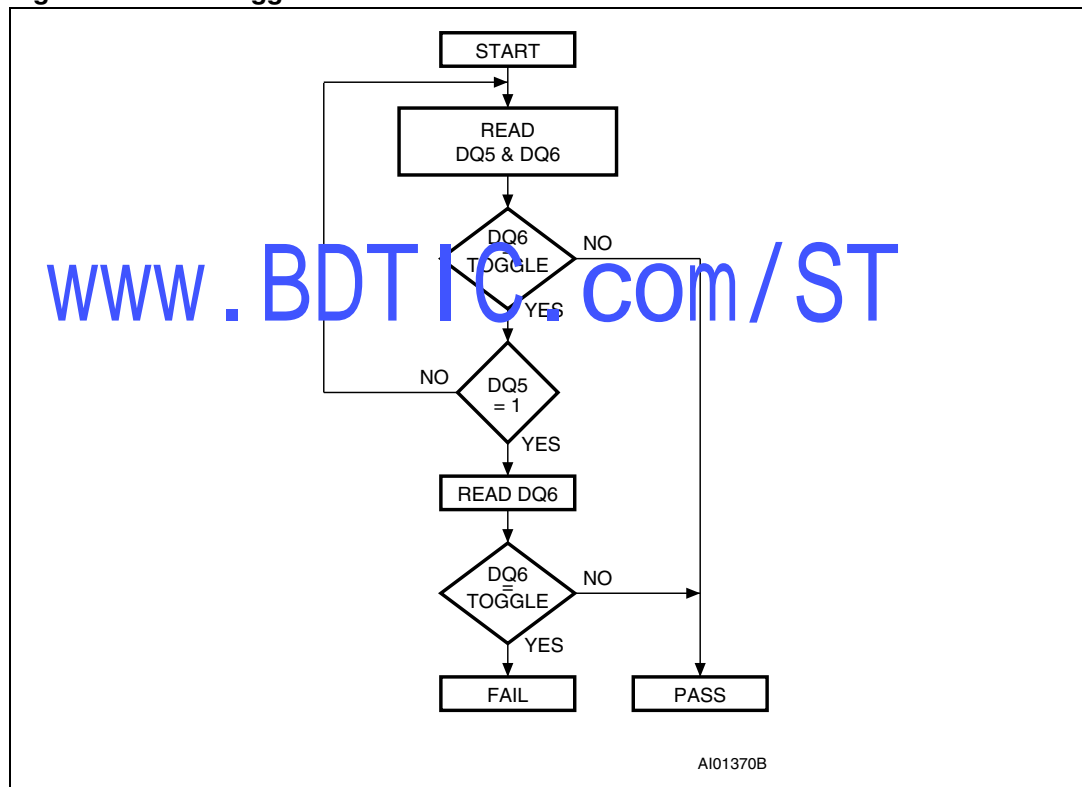 START
READ
DQ5 & DQ6
DQ6
=
TOGGLE
NO
YES
www.BDTIC.com/ST
NO
DQ5
= 1
YES
READ DQ6
DQ6
=
TOGGLE
NO
YES
FAIL
PASS
AI01370B